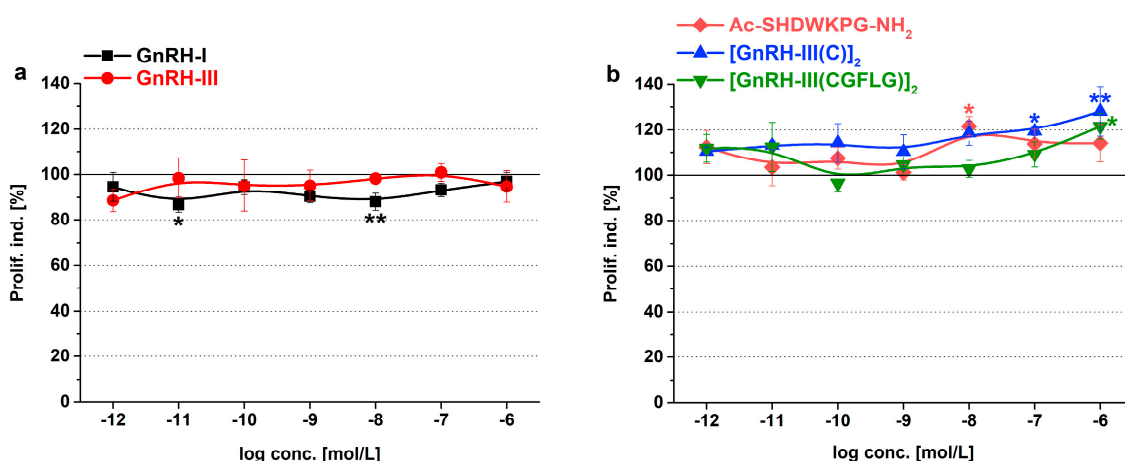 a
GnRH-I
GnRH-III
Prolif. ind. [%]
140
120
100
80
60
40
20
0
*
**
-12 -11 -10 -9 -8 -7 -6
log conc. [mol/L]
b
Ac-SHDWKPG-NH2
[GnRH-III(C)]2
[GnRH-III(CGFLG)]2
Prolif. ind. [%]
140
120
100
80
60
40
20
0
*
*
**
*
-12 -11 -10 -9 -8 -7 -6
log conc. [mol/L]